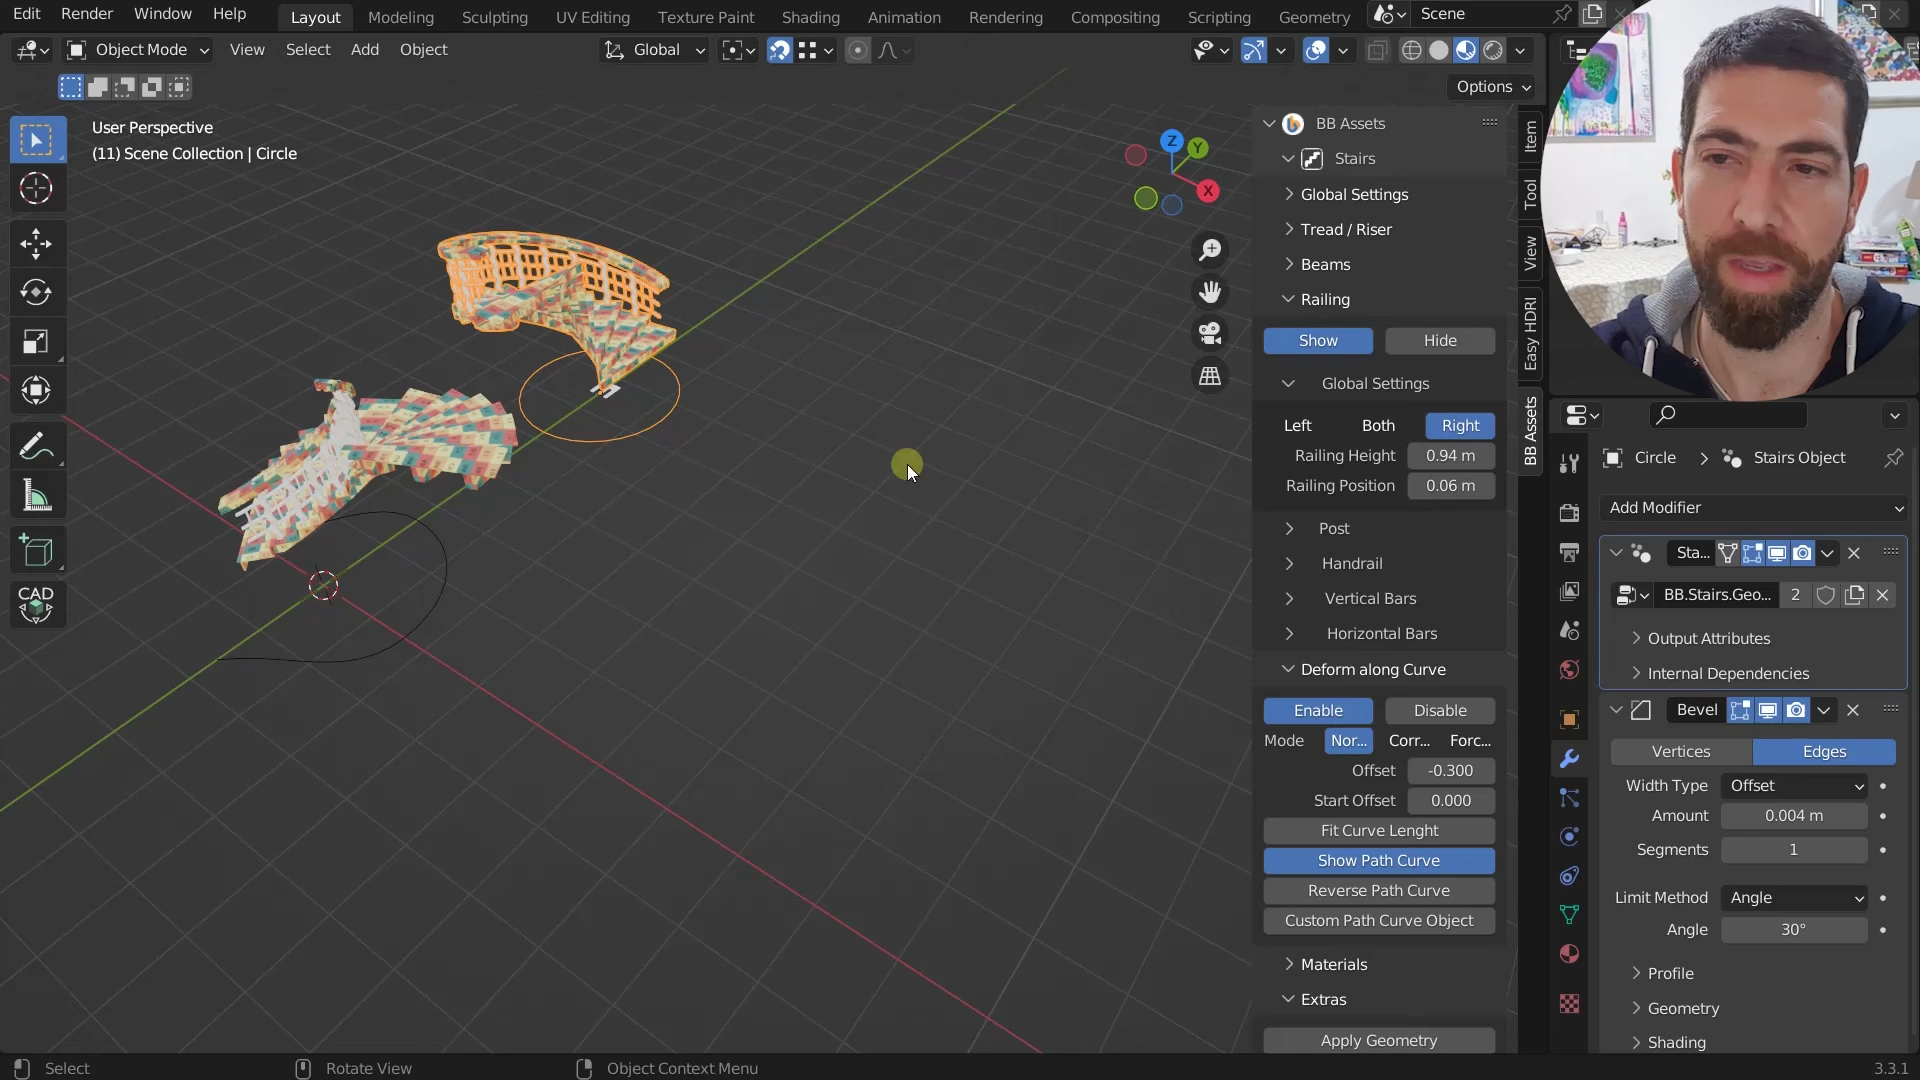 Edit Render Window Help Layout Modeling Sculpting UV Editing Texture Paint Shading Animation Rendering Compositing Scripting Geometry Scene
Object Mode View Select Add Object Global
Options
User Perspective
(11) Scene Collection | Circle
Z
Y
X
CAD
BB Assets
Stairs
Global Settings
Tread / Riser
Beams
Railing
Show Hide
Global Settings
Left Both Right
Railing Height 0.94 m
Railing Position 0.06 m
Post
Handrail
Vertical Bars
Horizontal Bars
Deform along Curve
Enable Disable
Mode Nor... Corr... Forc...
Offset -0.300
Start Offset 0.000
Fit Curve Lenght
Show Path Curve
Reverse Path Curve
Custom Path Curve Object
Materials
Extras
Apply Geometry
Item
Tool
View
Easy HDRI
BB Assets
Circle Stairs Object
Add Modifier
Sta...
BB.Stairs.Geo... 2
Output Attributes
Internal Dependencies
Bevel
Vertices Edges
Width Type Offset
Amount 0.004 m
Segments 1
Limit Method Angle
Angle 30°
Profile
Geometry
Shading
Select Rotate View Object Context Menu 3.3.1